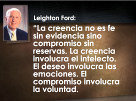 Leighton Ford:
“La creencia no es fe
sin evidencia sino
compromiso sin
reservas. La creencia
involucra el intelecto.
El deseo involucra las
emociones. El
compromiso involucra
la voluntad.